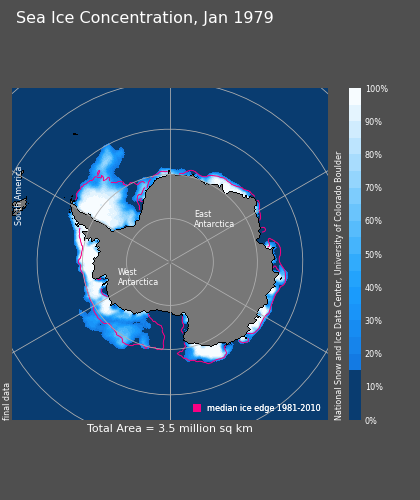 Sea Ice Concentration, Jan 1979
South America
East
Antarctica
West
Antarctica
median ice edge 1981-2010
final data
Total Area = 3.5 million sq km
100%
90%
80%
70%
60%
50%
40%
30%
20%
10%
0%
National Snow and Ice Data Center, University of Colorado Boulder